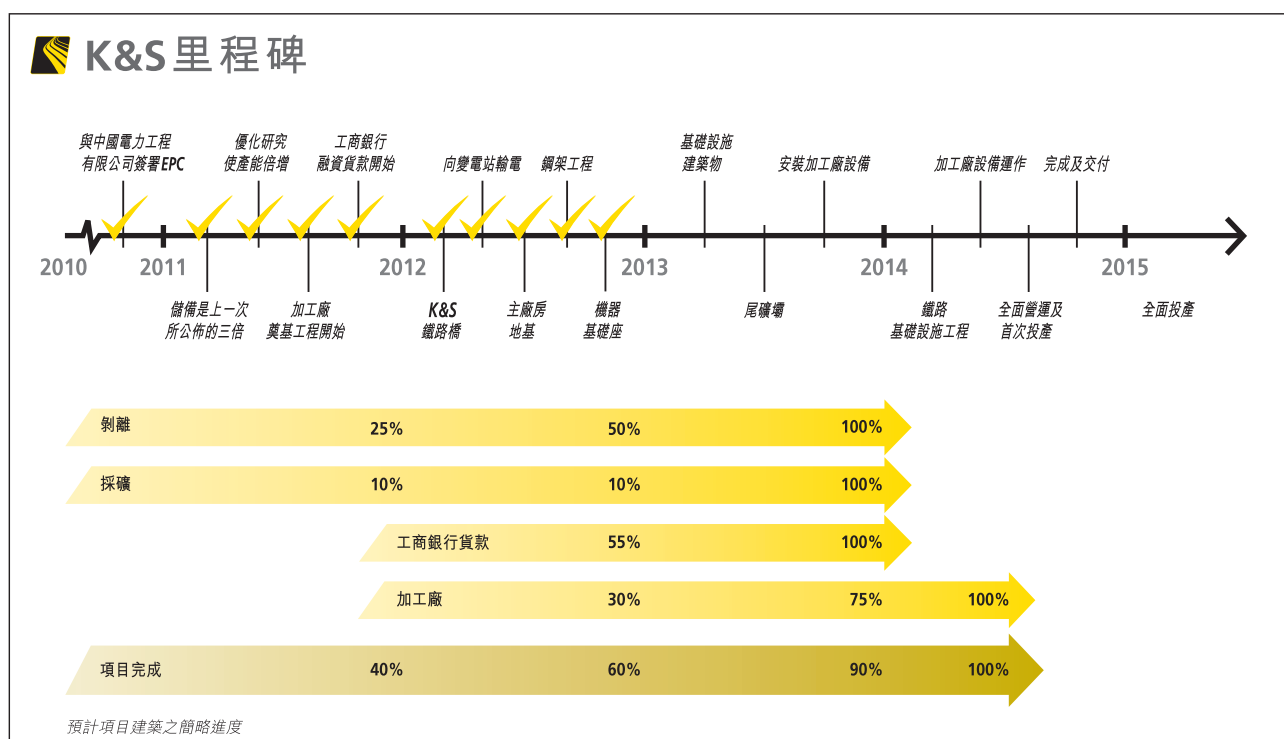 K&S里程碑
與中國電力工程
有限公司簽署EPC
優化研究
使產能倍增
工商銀行
融資貨款開始
向變電站輸電
鋼架工程
基礎設施
建築物
安裝加工廠設備
加工廠設備運作
完成及交付
2010
2011
2012
2013
2014
2015
儲備是上一次
所公佈的三倍
加工廠
奠基工程開始
K&S
鐵路橋
主廠房
地基
機器
基礎座
尾礦壩
鐵路
基礎設施工程
全面營運及
首次投產
全面投產
剝離 25% 50% 100%
採礦 10% 10% 100%
工商銀行貨款 55% 100%
加工廠 30% 75% 100%
項目完成 40% 60% 90% 100%
預計項目建築之簡略進度